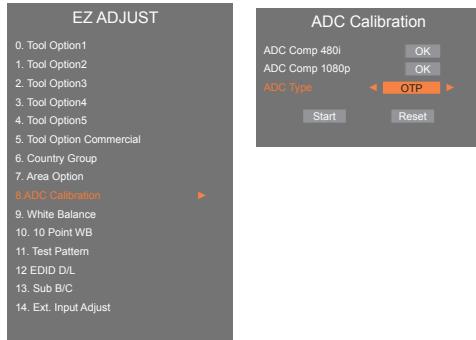 EZ ADJUST
0. Tool Option1
1. Tool Option2
2. Tool Option3
3. Tool Option4
4. Tool Option5
5. Tool Option Commercial
6. Country Group
7. Area Option
8.ADC Calibration ►
9. White Balance
10. 10 Point WB
11. Test Pattern
12 EDID D/L
13. Sub B/C
14. Ext. Input Adjust
ADC Calibration
ADC Comp 480i OK
ADC Comp 1080p OK
ADC Type ◄ OTP ►
Start Reset